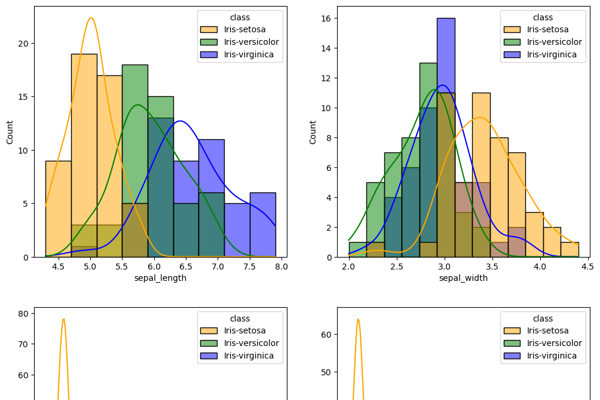 class
Iris-setosa
Iris-versicolor
Iris-virginica
Count
20
15
10
5
0
4.5 5.0 5.5 6.0 6.5 7.0 7.5 8.0
sepal_length
class
Iris-setosa
Iris-versicolor
Iris-virginica
Count
16
14
12
10
8
6
4
2
0
2.0 2.5 3.0 3.5 4.0 4.5
sepal_width
class
Iris-setosa
Iris-versicolor
Iris-virginica
80
70
60
class
Iris-setosa
Iris-versicolor
Iris-virginica
60
50